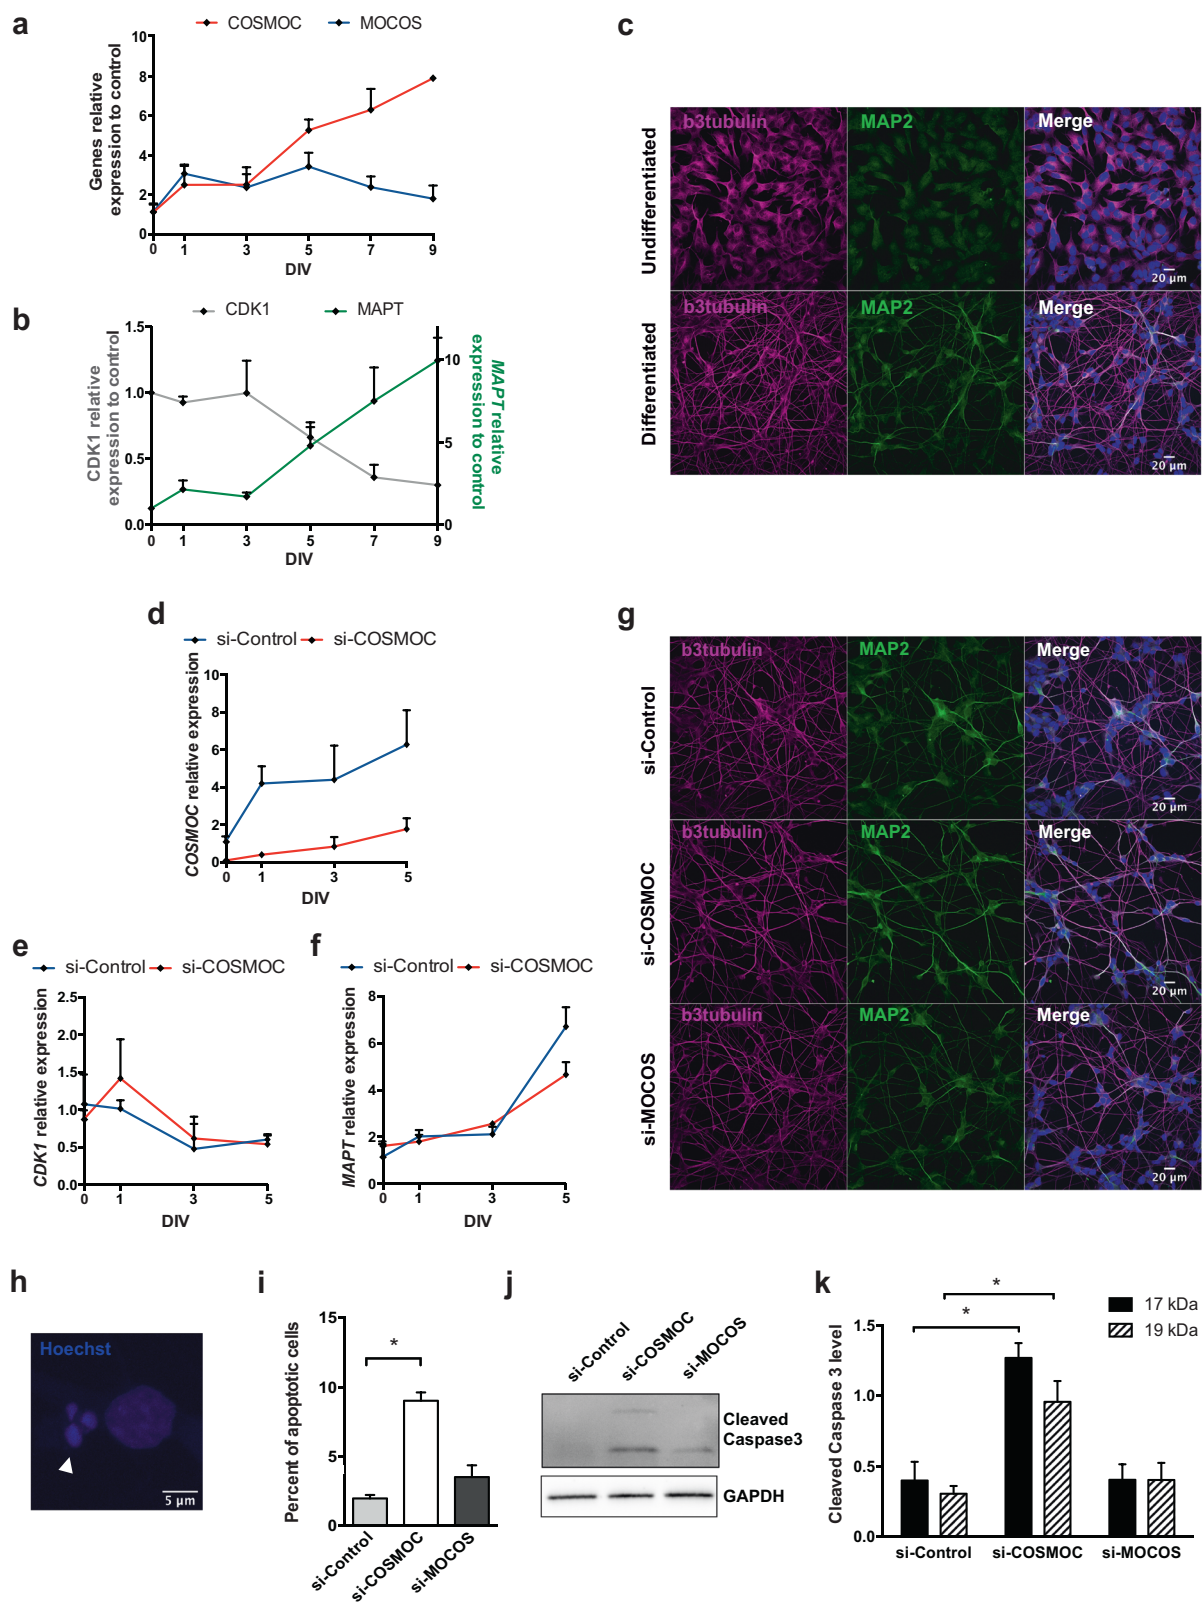 a
COSMOC
MOCOS
Genes relative
expression to control
10
8
6
4
2
0
0 1 3 5 7 9
DIV
b
CDK1
MAPT
CDK1 relative
expression to control
1.5
1.0
0.5
0.0
10
5
0
MAPT relative
expression to control
0 1 3 5 7 9
DIV
c
Undifferentiated
b3tubulin
MAP2
Merge
20 µm
Differentiated
b3tubulin
MAP2
Merge
20 µm
d
si-Control
si-COSMOC
COSMOC relative expression
10
8
6
4
2
0
0 1 3 5
DIV
e
si-Control
si-COSMOC
CDK1 relative expression
2.5
2.0
1.5
1.0
0.5
0.0
0 1 3 5
DIV
f
si-Control
si-COSMOC
MAPT relative expression
8
6
4
2
0
0 1 3 5
DIV
g
si-Control
b3tubulin
MAP2
Merge
20 µm
si-COSMOC
b3tubulin
MAP2
Merge
20 µm
si-MOCOS
b3tubulin
MAP2
Merge
20 µm
h
Hoechst
5 µm
i
Percent of apoptotic cells
15
10
5
0
*
si-Control
si-COSMOC
si-MOCOS
j
si-Control
si-COSMOC
si-MOCOS
Cleaved
Caspase3
GAPDH
k
17 kDa
19 kDa
Cleaved Caspase 3 level
1.5
1.0
0.5
0.0
*
*
si-Control
si-COSMOC
si-MOCOS